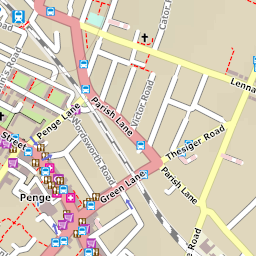 Cator
Road
Victor Road
Lenna
Penge Lane
Parish Lane
Nordsworth Road
Thesiger Road
Street
Green Lane
Parish Lane
Penge
Road